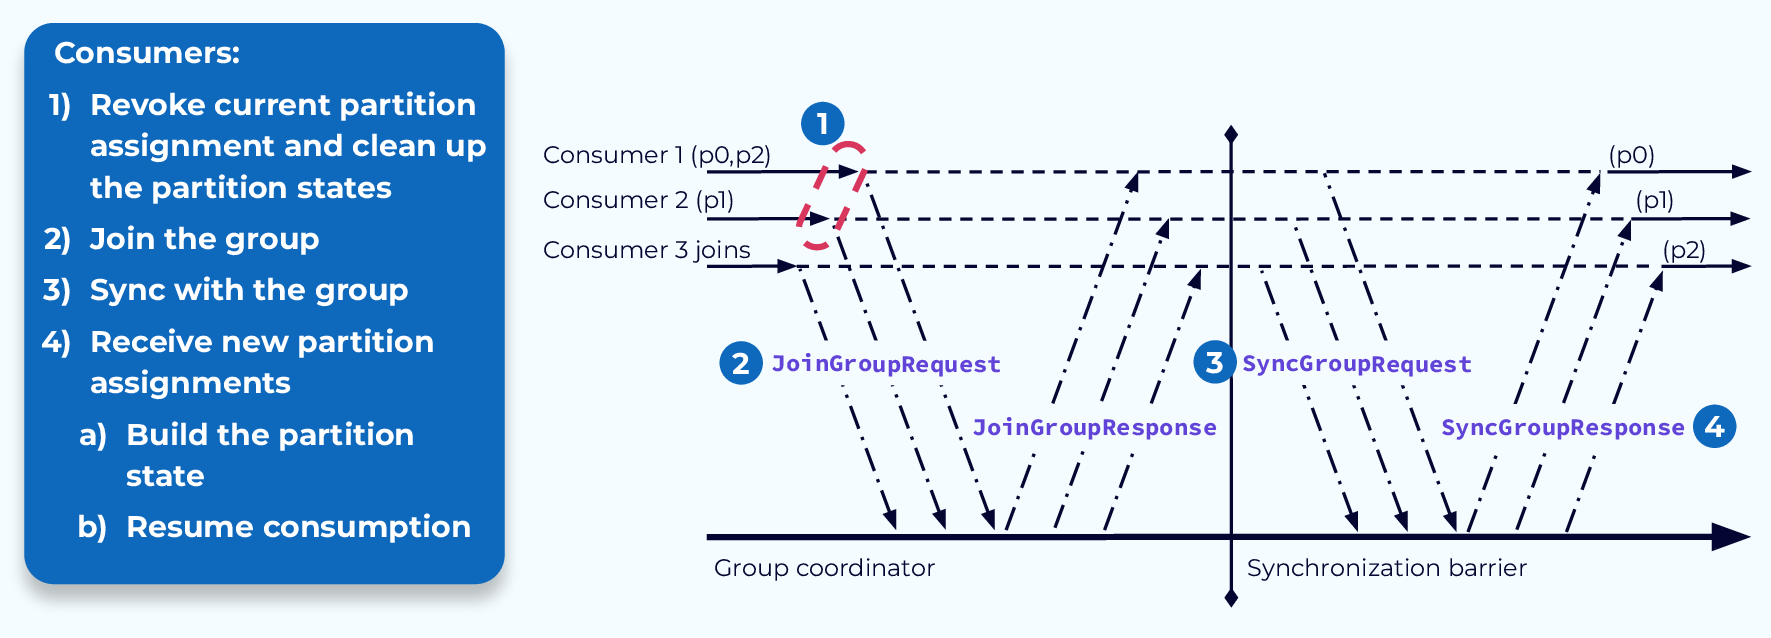 Consumers:
1) Revoke current partition
assignment and clean up
the partition states
2) Join the group
3) Sync with the group
4) Receive new partition
assignments
a) Build the partition
state
b) Resume consumption
1
Consumer 1 (p0,p2)
(p0)
Consumer 2 (p1)
(p1)
Consumer 3 joins
(p2)
2 JoinGroupRequest
3 SyncGroupRequest
JoinGroupResponse
SyncGroupResponse 4
Group coordinator
Synchronization barrier